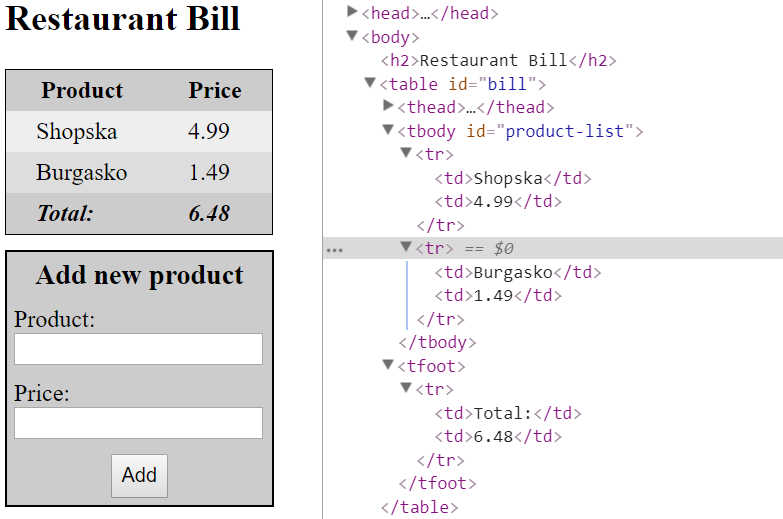 Restaurant Bill
Product Price
Shopska 4.99
Burgasko 1.49
Total: 6.48
Add new product
Product:
Price:
Add
<head>…</head>
<body>
<h2>Restaurant Bill</h2>
<table id="bill">
<thead>…</thead>
<tbody id="product-list">
<tr>
<td>Shopska</td>
<td>4.99</td>
</tr>
... <tr> == $0
<td>Burgasko</td>
<td>1.49</td>
</tr>
</tbody>
<tfoot>
<tr>
<td>Total:</td>
<td>6.48</td>
</tr>
</tfoot>
</table>